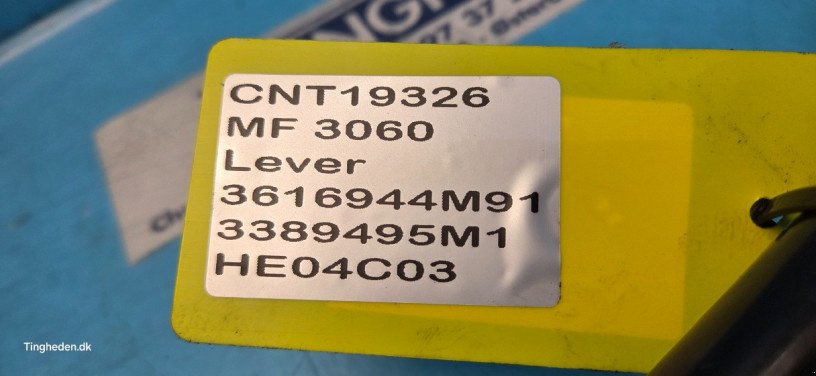 CNT19326
MF 3060
Lever
3616944M91
3389495M1
HE04C03
Tingheden.dk